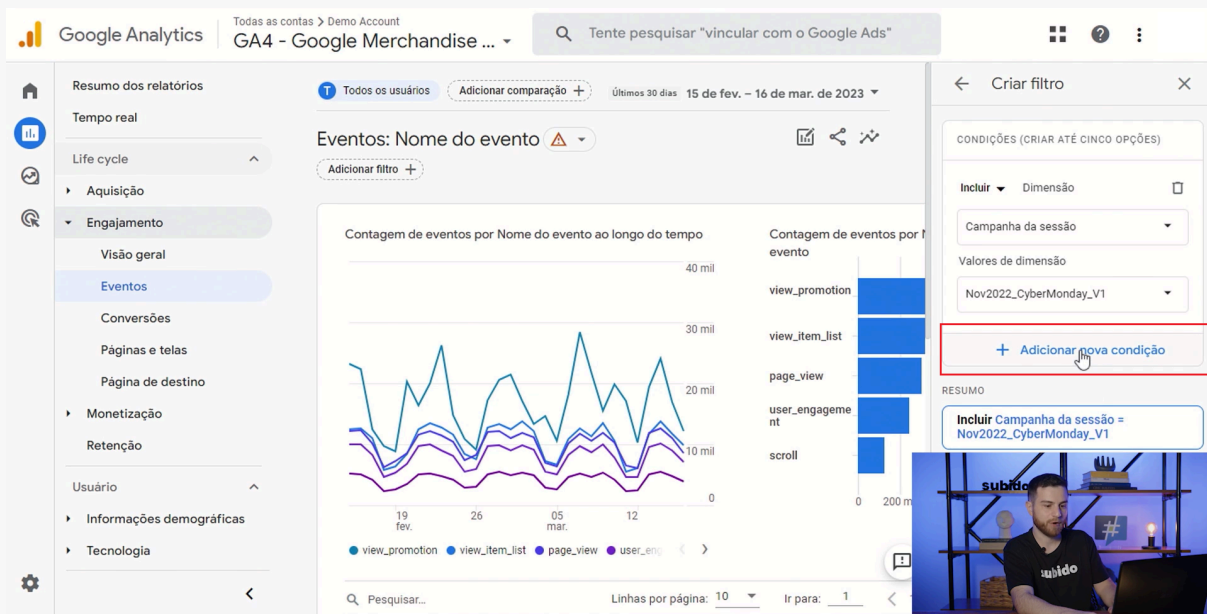 Google Analytics
Todas as contas > Demo Account
GA4 - Google Merchandise ...
Tente pesquisar "vincular com o Google Ads"
Resumo dos relatórios
Tempo real
Life cycle
Aquisição
Engajamento
Visão geral
Eventos
Conversões
Páginas e telas
Página de destino
Monetização
Retenção
Usuário
Informações demográficas
Tecnologia
T Todos os usuários
Adicionar comparação +
Últimos 30 dias 15 de fev. – 16 de mar. de 2023
Eventos: Nome do evento
Adicionar filtro +
Contagem de eventos por Nome do evento ao longo do tempo
40 mil
30 mil
20 mil
10 mil
0
19 fev.
26
05 mar.
12
view_promotion view_item_list page_view user_eng
Contagem de eventos por
evento
view_promotion
view_item_list
page_view
user_engageme
nt
scroll
0 200 m
Pesquisar...
Linhas por página: 10
Ir para: 1
Criar filtro
CONDIÇÕES (CRIAR ATÉ CINCO OPÇÕES)
Incluir Dimensão
Campanha da sessão
Valores de dimensão
Nov2022_CyberMonday_V1
+ Adicionar nova condição
RESUMO
Incluir Campanha da sessão =
Nov2022_CyberMonday_V1
subido
#
subido